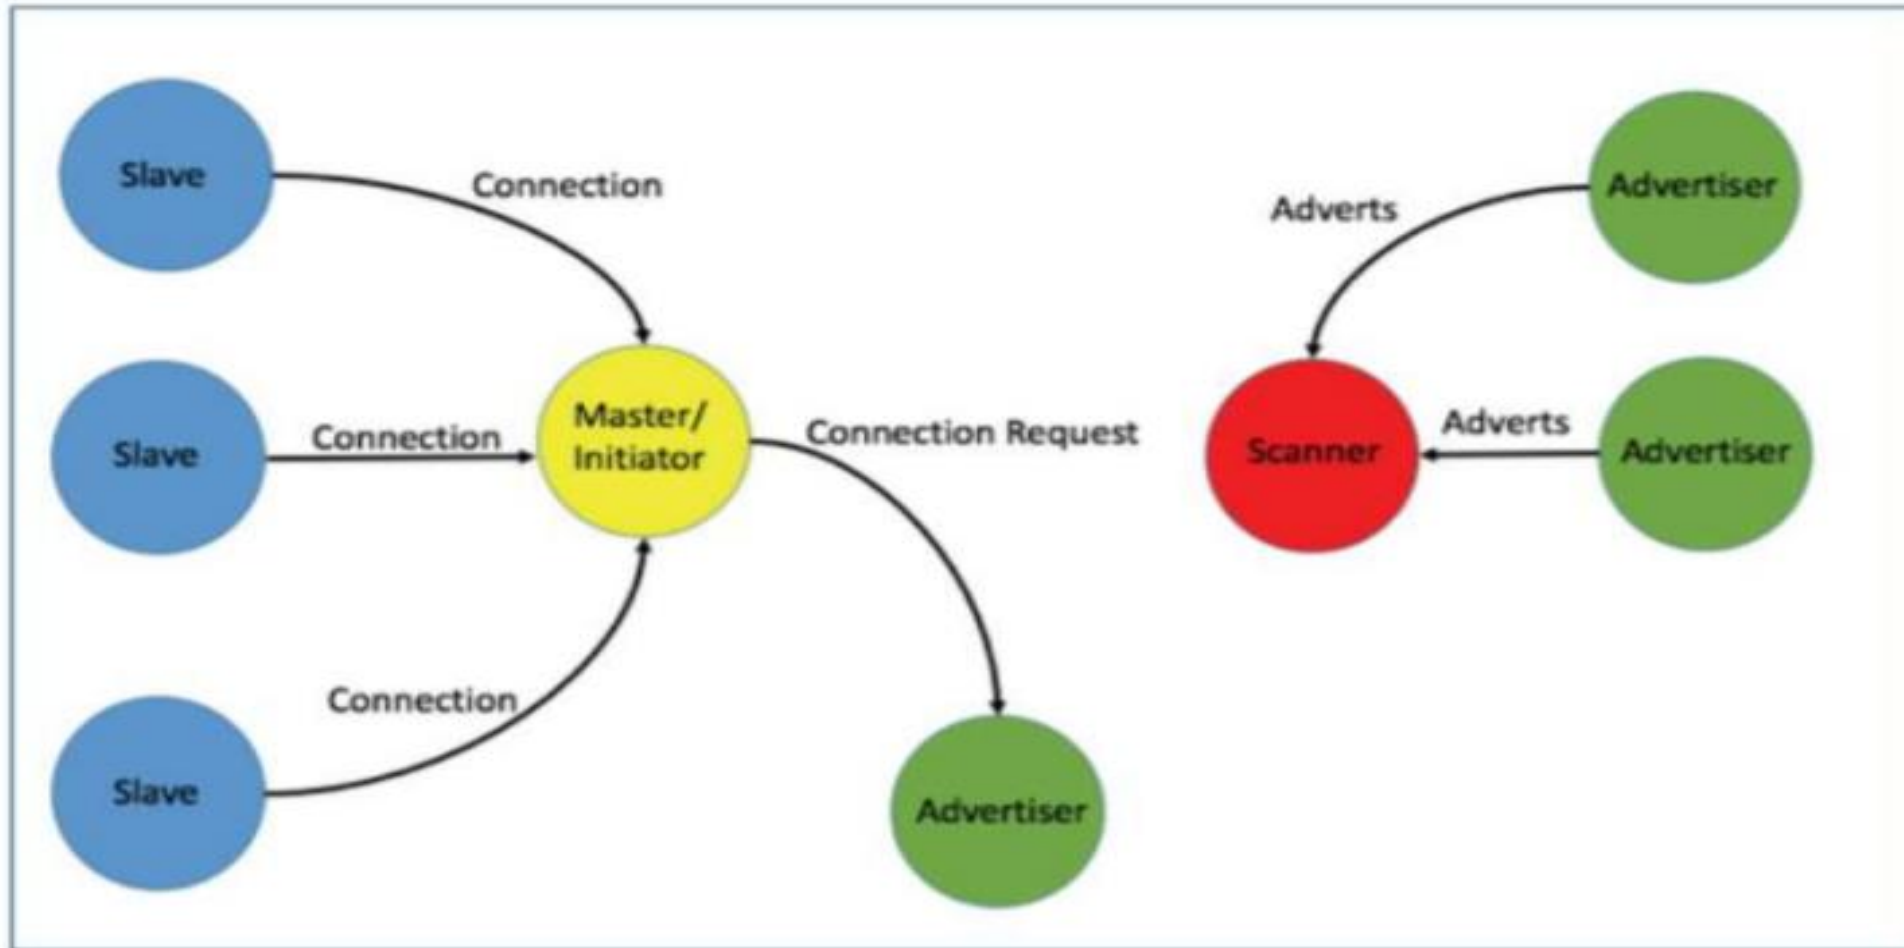 Slave
Connection
Adverts
Advertiser
Slave
Connection
Master/
Initiator
Connection Request
Scanner
Adverts
Advertiser
Connection
Slave
Advertiser